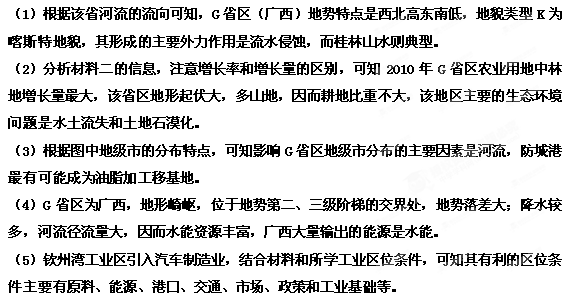 （1）根据该省河流的流向可知，G省区（广西）地势特点是西北高东南低，地貌类型K为
喀斯特地貌，其形成的主要外力作用是流水侵蚀，而桂林山水则典型。
（2）分析材料二的信息，注意增长率和增长量的区别，可知 2010 年 G 省区农业用地中林
地增长量最大，该省区地形起伏大，多山地，因而耕地比重不大，该地区主要的生态环境
问题是水土流失和土地石漠化。
（3）根据图中地级市的分布特点，可知影响G省区地级市分布的主要因素是河流，防城港
最有可能成为油脂加工移基地。
（4）G 省区为广西，地形崎岖，位于地势第二、三级阶梯的交界处，地势落差大；降水较
多，河流径流量大，因而水能资源丰富，广西大量输出的能源是水能。
（5）钦州湾工业区引入汽车制造业，结合材料和所学工业区位条件，可知其有利的区位条
件主要有原料、能源、港口、交通、市场、政策和工业基础等。